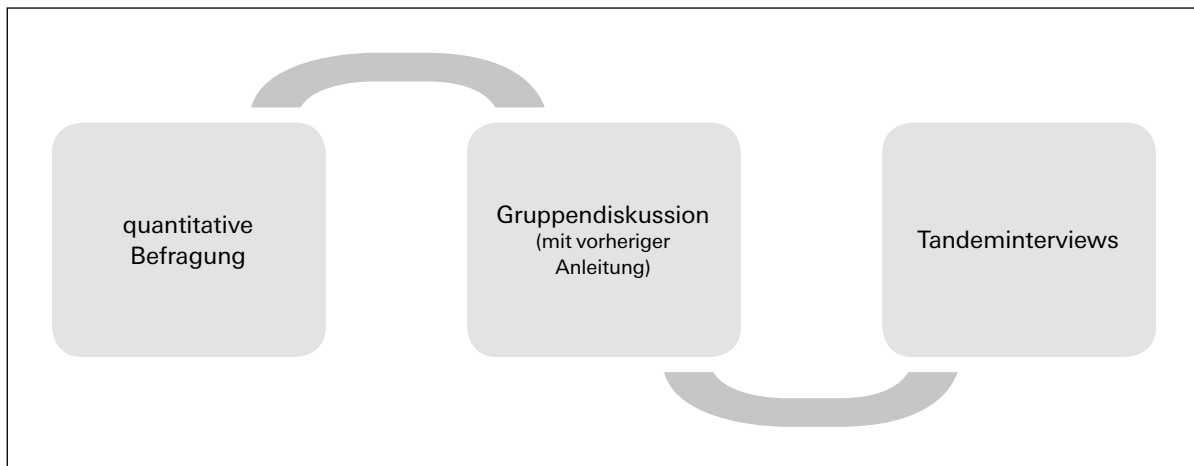 quantitative
Befragung
Gruppendiskussion
(mit vorheriger
Anleitung)
Tandeminterviews